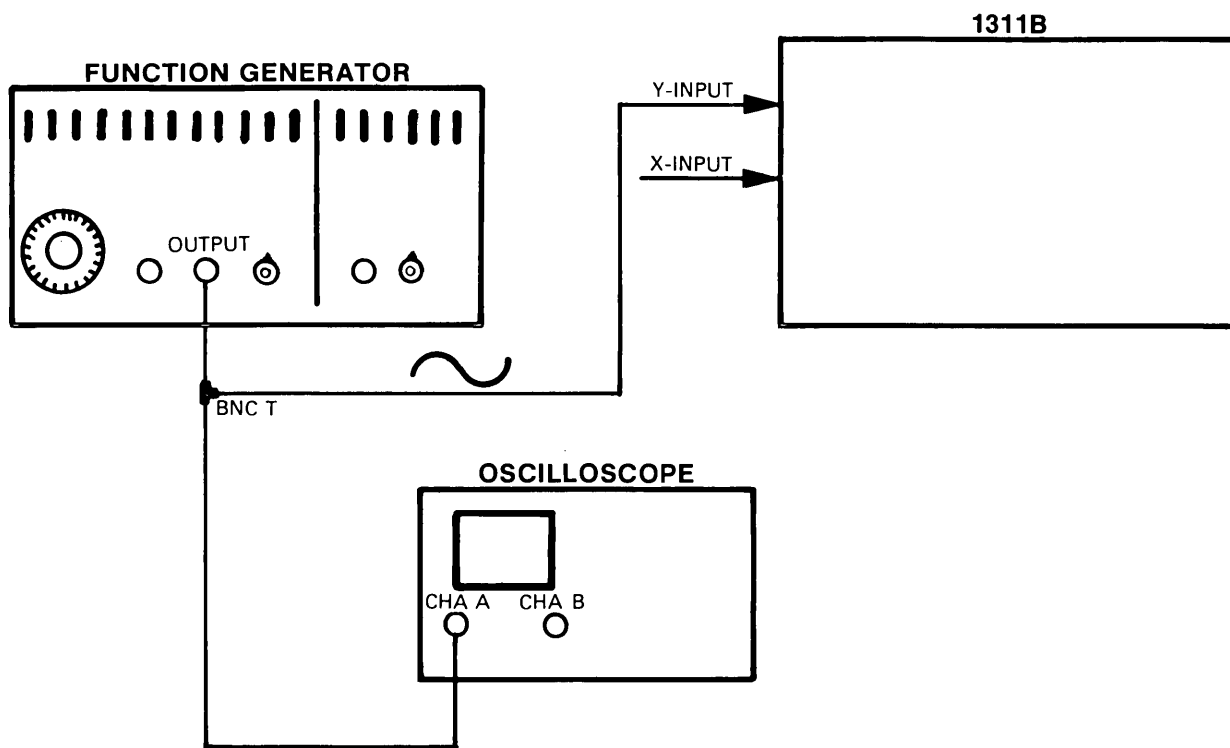 1311B
FUNCTION GENERATOR
Y-INPUT
X-INPUT
OUTPUT
BNC T
OSCILLOSCOPE
CHA A
CHA B